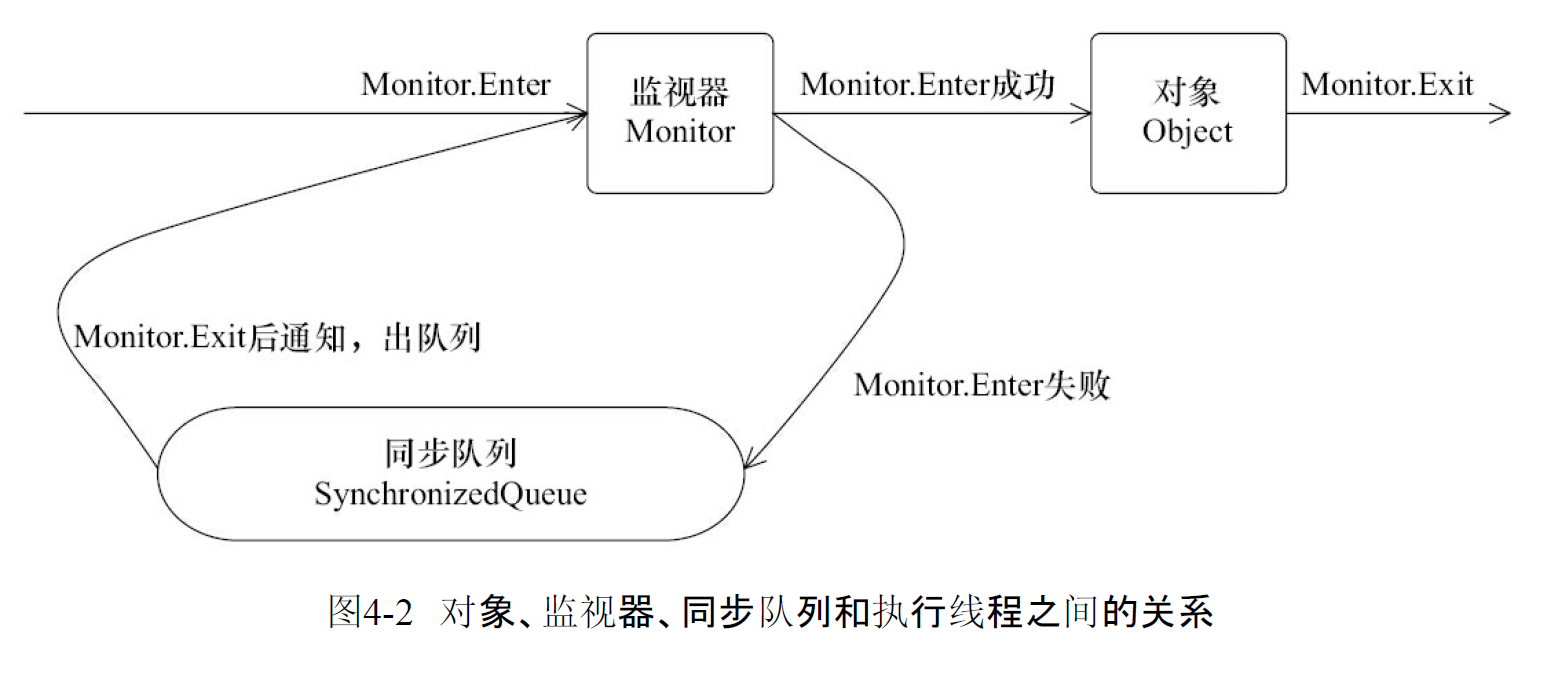 Monitor.Enter
监视器
Monitor
Monitor.Enter成功
对象
Object
Monitor.Exit
Monitor.Exit后通知，出队列
Monitor.Enter失败
同步队列
SynchronizedQueue
图4-2 对象、监视器、同步队列和执行线程之间的关系